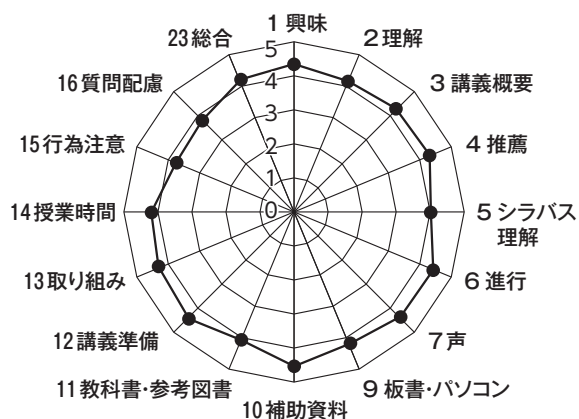 1 興味
2 理解
3 講義概要
4 推薦
5 シラバス
理解
6 進行
7 声
9 板書・パソコン
10 補助資料
11 教科書・参考図書
12 講義準備
13 取り組み
14 授業時間
15 行為注意
16 質問配慮
23 総合
5
4
3
2
1
0